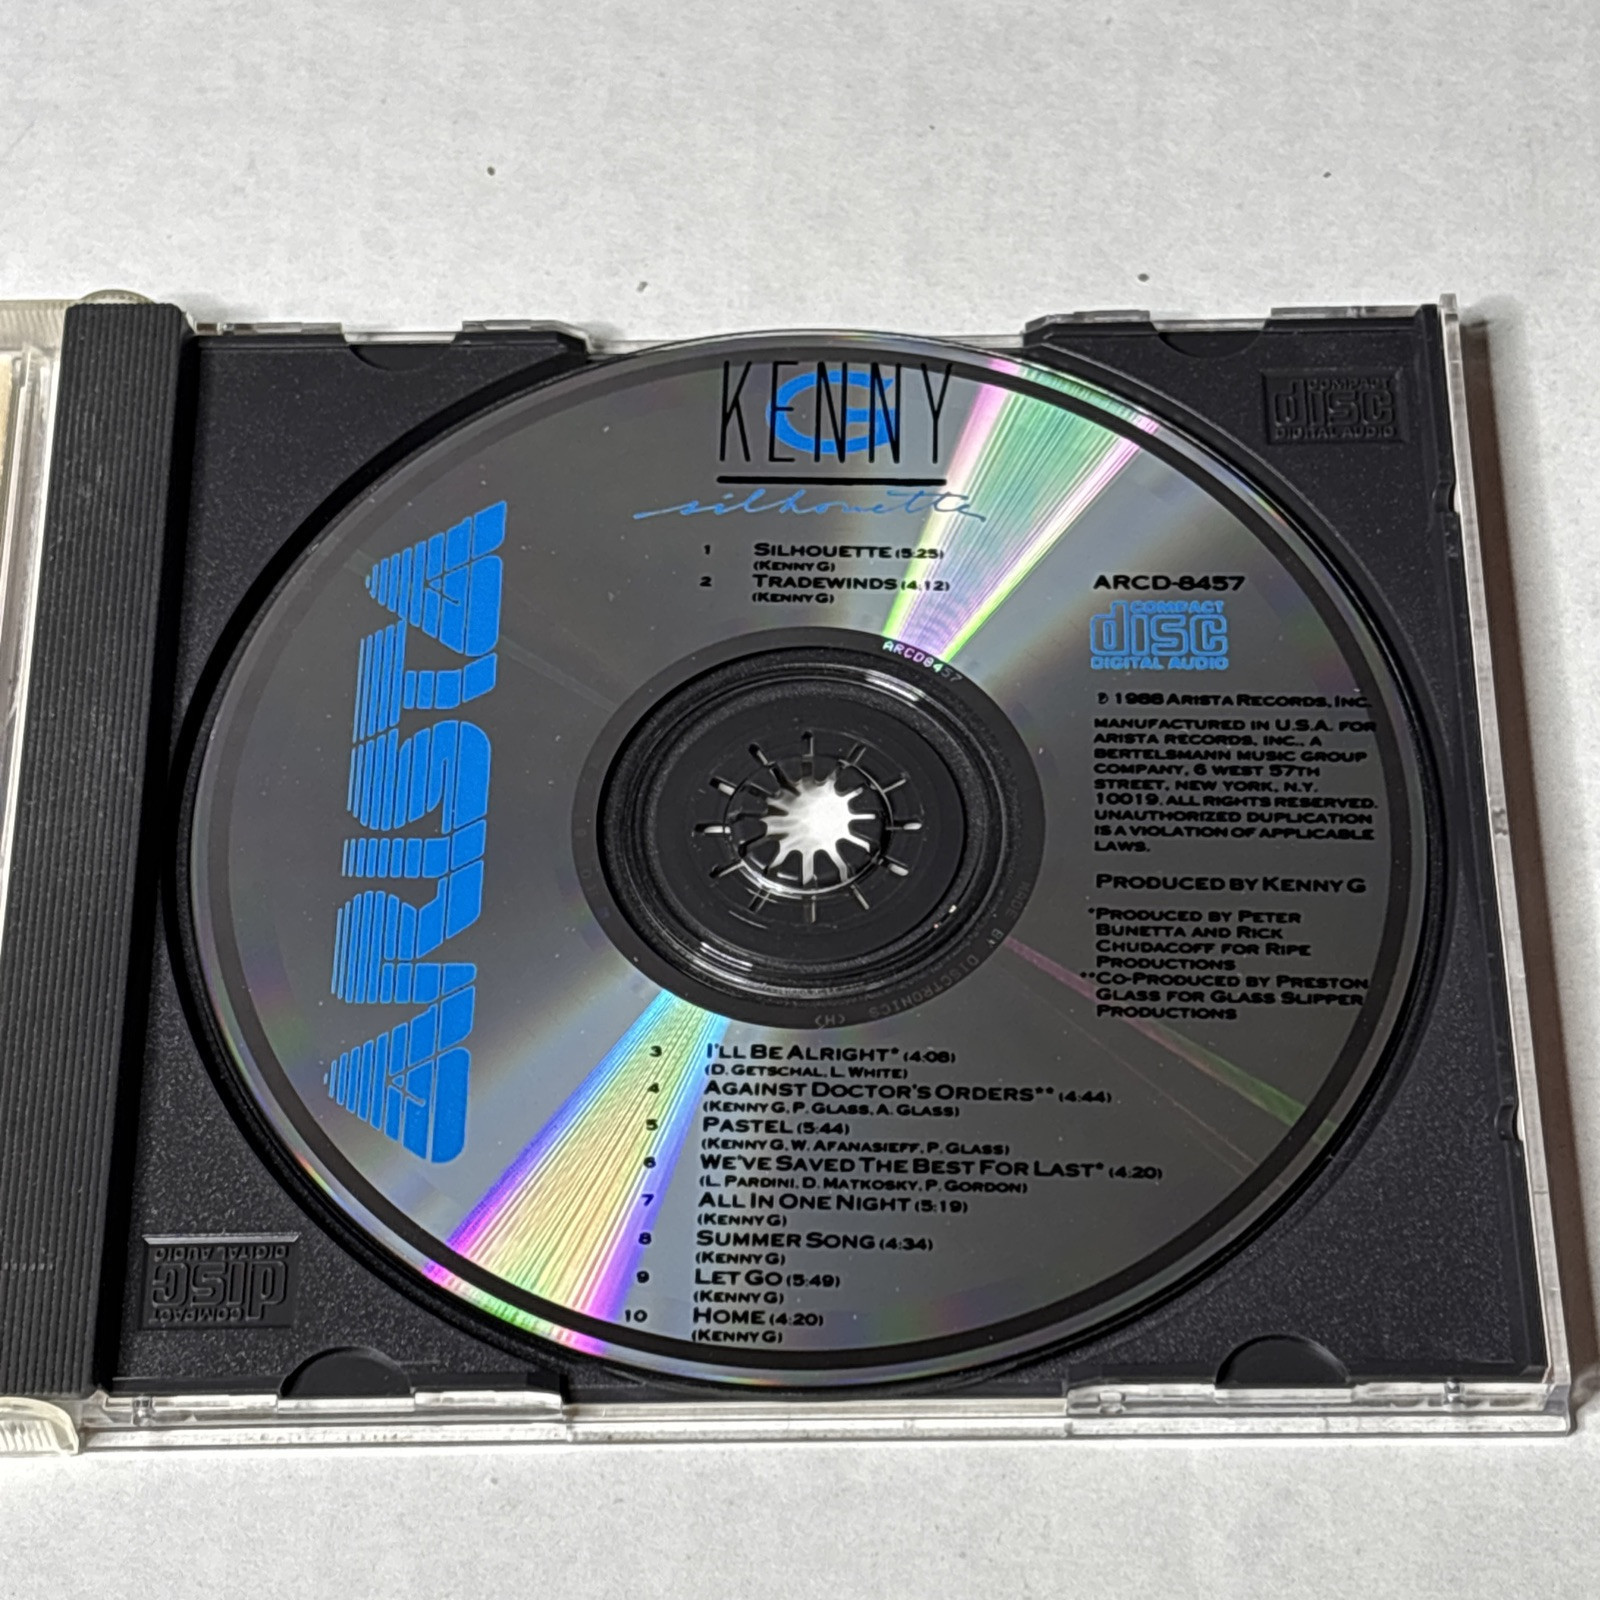 KENNY G
silhouette
1 SILHOUETTE (5:25)
(KENNY G)
2 TRADEWINDS (4:12)
(KENNY G)
ARISTA
ARCD-8457
COMPACT
disc
DIGITAL AUDIO
℗ 1988 ARISTA RECORDS, INC.
MANUFACTURED IN U.S.A. FOR
ARISTA RECORDS, INC., A
BERTELSMANN MUSIC GROUP
COMPANY, 6 WEST 57TH
STREET, NEW YORK, N.Y.
10019. ALL RIGHTS RESERVED.
UNAUTHORIZED DUPLICATION
IS A VIOLATION OF APPLICABLE
LAWS.
PRODUCED BY KENNY G
*PRODUCED BY PETER
BUNETTA AND RICK
CHUDACOFF FOR RIPE
PRODUCTIONS
**CO-PRODUCED BY PRESTON
GLASS FOR GLASS SLIPPER
PRODUCTIONS
ARCD8457
BY DISCTRONICS (H)
3 I'LL BE ALRIGHT* (4:08)
(D. GETSCHAL, L. WHITE)
4 AGAINST DOCTOR'S ORDERS** (4:44)
(KENNY G, P. GLASS, A. GLASS)
5 PASTEL (5:44)
(KENNY G, W. AFANASIEFF, P. GLASS)
6 WE'VE SAVED THE BEST FOR LAST* (4:20)
(L. PARDINI, D. MATKOSKY, P. GORDON)
7 ALL IN ONE NIGHT (5:19)
(KENNY G)
8 SUMMER SONG (4:34)
(KENNY G)
9 LET GO (5:49)
(KENNY G)
10 HOME (4:20)
(KENNY G)
COMPACT
disc
DIGITAL AUDIO
COMPACT
disc
DIGITAL AUDIO